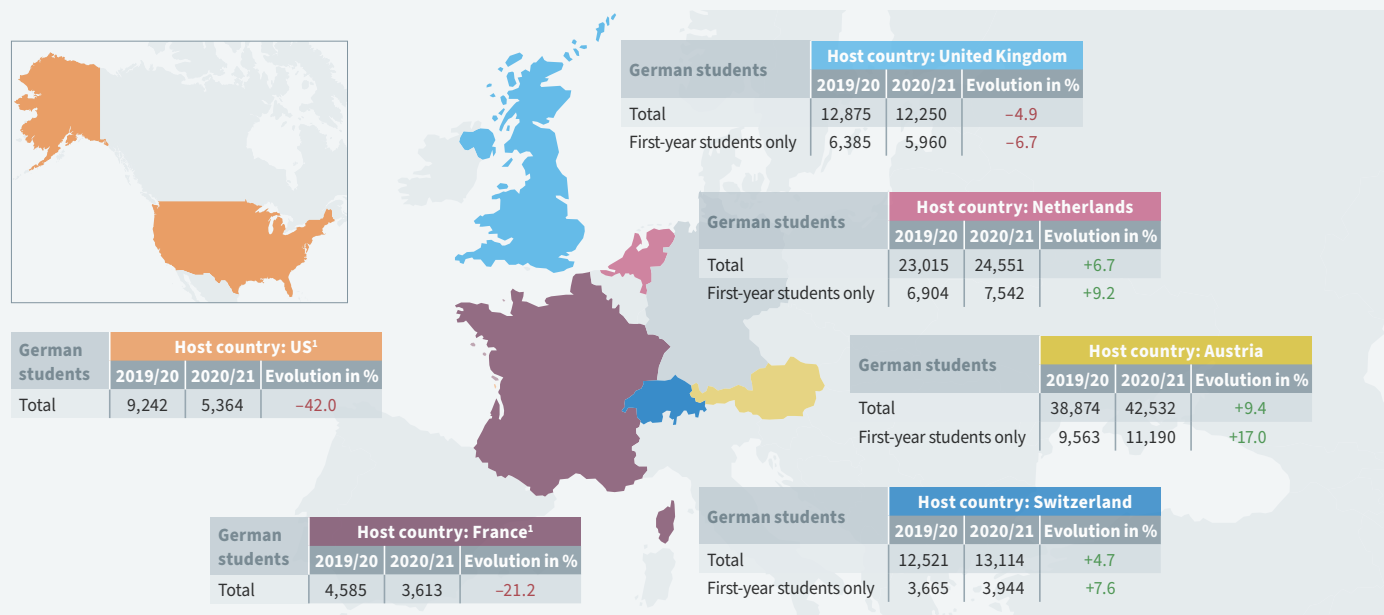 German students
Host country: United Kingdom
2019/20 2020/21 Evolution in %
Total 12,875 12,250 –4.9
First-year students only 6,385 5,960 –6.7
German students
Host country: Netherlands
2019/20 2020/21 Evolution in %
Total 23,015 24,551 +6.7
First-year students only 6,904 7,542 +9.2
German
students
Host country: US¹
2019/20 2020/21 Evolution in %
Total 9,242 5,364 –42.0
German students
Host country: Austria
2019/20 2020/21 Evolution in %
Total 38,874 42,532 +9.4
First-year students only 9,563 11,190 +17.0
German
students
Host country: France¹
2019/20 2020/21 Evolution in %
Total 4,585 3,613 –21.2
German students
Host country: Switzerland
2019/20 2020/21 Evolution in %
Total 12,521 13,114 +4.7
First-year students only 3,665 3,944 +7.6